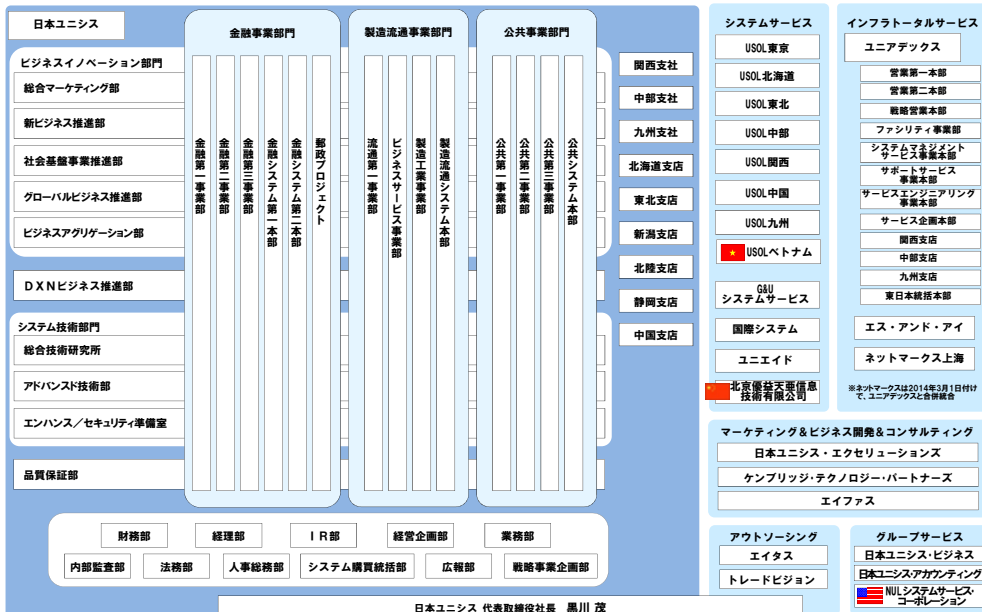 日本ユニシス
ビジネスイノベーション部門
総合マーケティング部
新ビジネス推進部
社会基盤事業推進部
グローバルビジネス推進部
ビジネスアグリゲーション部
DXNビジネス推進部
システム技術部門
総合技術研究所
アドバンスド技術部
エンハンス／セキュリティ準備室
品質保証部
金融事業部門
金融第一事業部
金融第二事業部
金融第三事業部
金融システム第一本部
金融システム第二本部
郵政プロジェクト
製造流通事業部門
流通第一事業部
ビジネスサービス事業部
製造工業事業部
製造流通システム本部
公共事業部門
公共第一事業部
公共第二事業部
公共第三事業部
公共システム本部
関西支社
中部支社
九州支社
北海道支店
東北支店
新潟支店
北陸支店
静岡支店
中国支店
財務部
経理部
IR部
経営企画部
業務部
内部監査部
法務部
人事総務部
システム購買統括部
広報部
戦略事業企画部
日本ユニシス 代表取締役社長 黒川 茂
システムサービス
USOL東京
USOL北海道
USOL東北
USOL中部
USOL関西
USOL中国
USOL九州
USOLベトナム
G&U
システムサービス
国際システム
ユニエイド
北京優益天亜信息
技術有限公司
インフラトータルサービス
ユニアデックス
営業第一本部
営業第二本部
戦略営業本部
ファシリティ事業部
システムマネジメント
サービス事業本部
サポートサービス
事業本部
サービスエンジニアリング
事業本部
サービス企画本部
関西支店
中部支店
九州支店
東日本統括本部
エス・アンド・アイ
ネットマークス上海
※ネットマークスは2014年3月1日付け
で、ユニアデックスと合併統合
マーケティング＆ビジネス開発＆コンサルティング
日本ユニシス・エクセリューションズ
ケンブリッジ・テクノロジー・パートナーズ
エイファス
アウトソーシング
エイタス
トレードビジョン
グループサービス
日本ユニシス・ビジネス
日本ユニシス・アカウンティング
NULシステムサービス・
コーポレーション